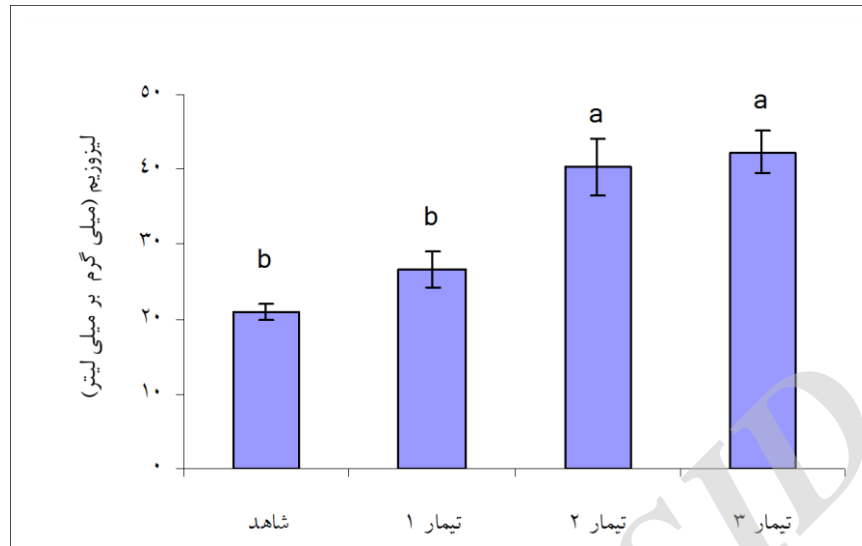 لیزوزیم (میلی گرم بر میلی لیتر)
۵۰
۴۰
۳۰
۲۰
۱۰
۰
b
b
a
a
شاهد
تیمار ۱
تیمار ۲
تیمار ۳
SID